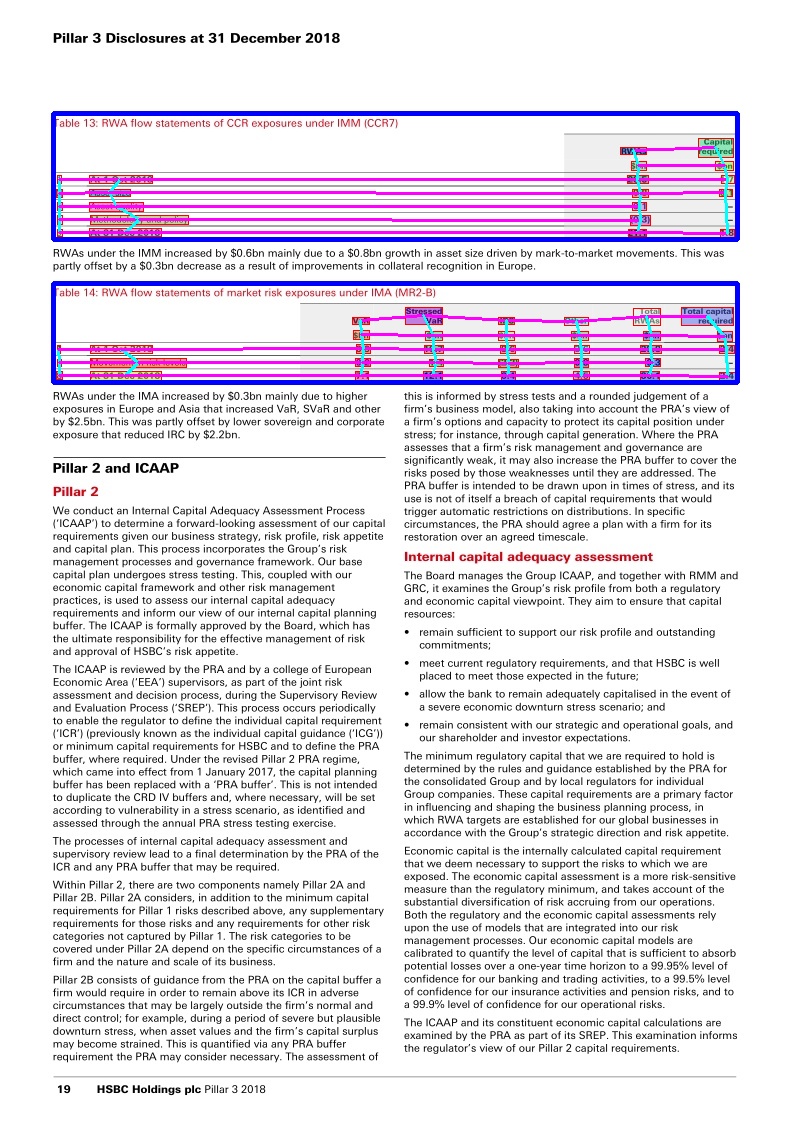 Pillar 3 Disclosures at 31 December 2018
Table 13: RWA flow statements of CCR exposures under IMM (CCR7)
Capital
required
At 1 Oct 2018
Asset size
Asset quality
Methodology and policy
At 31 Dec 2018
RWAs under the IMM increased by $0.6bn mainly due to a $0.8bn growth in asset size driven by mark-to-market movements. This was
partly offset by a $0.3bn decrease as a result of improvements in collateral recognition in Europe.
Table 14: RWA flow statements of market risk exposures under IMA (MR2-B)
Stressed
VaR
Total
RWAs
Total capital
required
At 1 Oct 2018
Movement in risk levels
At 31 Dec 2018
RWAs under the IMA increased by $0.3bn mainly due to higher
exposures in Europe and Asia that increased VaR, SVaR and other
by $2.5bn. This was partly offset by lower sovereign and corporate
exposure that reduced IRC by $2.2bn.
Pillar 2 and ICAAP
Pillar 2
We conduct an Internal Capital Adequacy Assessment Process
(‘ICAAP’) to determine a forward-looking assessment of our capital
requirements given our business strategy, risk profile, risk appetite
and capital plan. This process incorporates the Group’s risk
management processes and governance framework. Our base
capital plan undergoes stress testing. This, coupled with our
economic capital framework and other risk management
practices, is used to assess our internal capital adequacy
requirements and inform our view of our internal capital planning
buffer. The ICAAP is formally approved by the Board, which has
the ultimate responsibility for the effective management of risk
and approval of HSBC’s risk appetite.
The ICAAP is reviewed by the PRA and by a college of European
Economic Area (‘EEA’) supervisors, as part of the joint risk
assessment and decision process, during the Supervisory Review
and Evaluation Process (‘SREP’). This process occurs periodically
to enable the regulator to define the individual capital requirement
(‘ICR’) (previously known as the individual capital guidance (‘ICG’))
or minimum capital requirements for HSBC and to define the PRA
buffer, where required. Under the revised Pillar 2 PRA regime,
which came into effect from 1 January 2017, the capital planning
buffer has been replaced with a ‘PRA buffer’. This is not intended
to duplicate the CRD IV buffers and, where necessary, will be set
according to vulnerability in a stress scenario, as identified and
assessed through the annual PRA stress testing exercise.
The processes of internal capital adequacy assessment and
supervisory review lead to a final determination by the PRA of the
ICR and any PRA buffer that may be required.
Within Pillar 2, there are two components namely Pillar 2A and
Pillar 2B. Pillar 2A considers, in addition to the minimum capital
requirements for Pillar 1 risks described above, any supplementary
requirements for those risks and any requirements for other risk
categories not captured by Pillar 1. The risk categories to be
covered under Pillar 2A depend on the specific circumstances of a
firm and the nature and scale of its business.
Pillar 2B consists of guidance from the PRA on the capital buffer a
firm would require in order to remain above its ICR in adverse
circumstances that may be largely outside the firm’s normal and
direct control; for example, during a period of severe but plausible
downturn stress, when asset values and the firm’s capital surplus
may become strained. This is quantified via any PRA buffer
requirement the PRA may consider necessary. The assessment of
this is informed by stress tests and a rounded judgement of a
firm’s business model, also taking into account the PRA’s view of
a firm’s options and capacity to protect its capital position under
stress; for instance, through capital generation. Where the PRA
assesses that a firm’s risk management and governance are
significantly weak, it may also increase the PRA buffer to cover the
risks posed by those weaknesses until they are addressed. The
PRA buffer is intended to be drawn upon in times of stress, and its
use is not of itself a breach of capital requirements that would
trigger automatic restrictions on distributions. In specific
circumstances, the PRA should agree a plan with a firm for its
restoration over an agreed timescale.
Internal capital adequacy assessment
The Board manages the Group ICAAP, and together with RMM and
GRC, it examines the Group’s risk profile from both a regulatory
and economic capital viewpoint. They aim to ensure that capital
resources:
• remain sufficient to support our risk profile and outstanding
commitments;
• meet current regulatory requirements, and that HSBC is well
placed to meet those expected in the future;
• allow the bank to remain adequately capitalised in the event of
a severe economic downturn stress scenario; and
• remain consistent with our strategic and operational goals, and
our shareholder and investor expectations.
The minimum regulatory capital that we are required to hold is
determined by the rules and guidance established by the PRA for
the consolidated Group and by local regulators for individual
Group companies. These capital requirements are a primary factor
in influencing and shaping the business planning process, in
which RWA targets are established for our global businesses in
accordance with the Group’s strategic direction and risk appetite.
Economic capital is the internally calculated capital requirement
that we deem necessary to support the risks to which we are
exposed. The economic capital assessment is a more risk-sensitive
measure than the regulatory minimum, and takes account of the
substantial diversification of risk accruing from our operations.
Both the regulatory and the economic capital assessments rely
upon the use of models that are integrated into our risk
management processes. Our economic capital models are
calibrated to quantify the level of capital that is sufficient to absorb
potential losses over a one-year time horizon to a 99.95% level of
confidence for our banking and trading activities, to a 99.5% level
of confidence for our insurance activities and pension risks, and to
a 99.9% level of confidence for our operational risks.
The ICAAP and its constituent economic capital calculations are
examined by the PRA as part of its SREP. This examination informs
the regulator’s view of our Pillar 2 capital requirements.
19 HSBC Holdings plc Pillar 3 2018